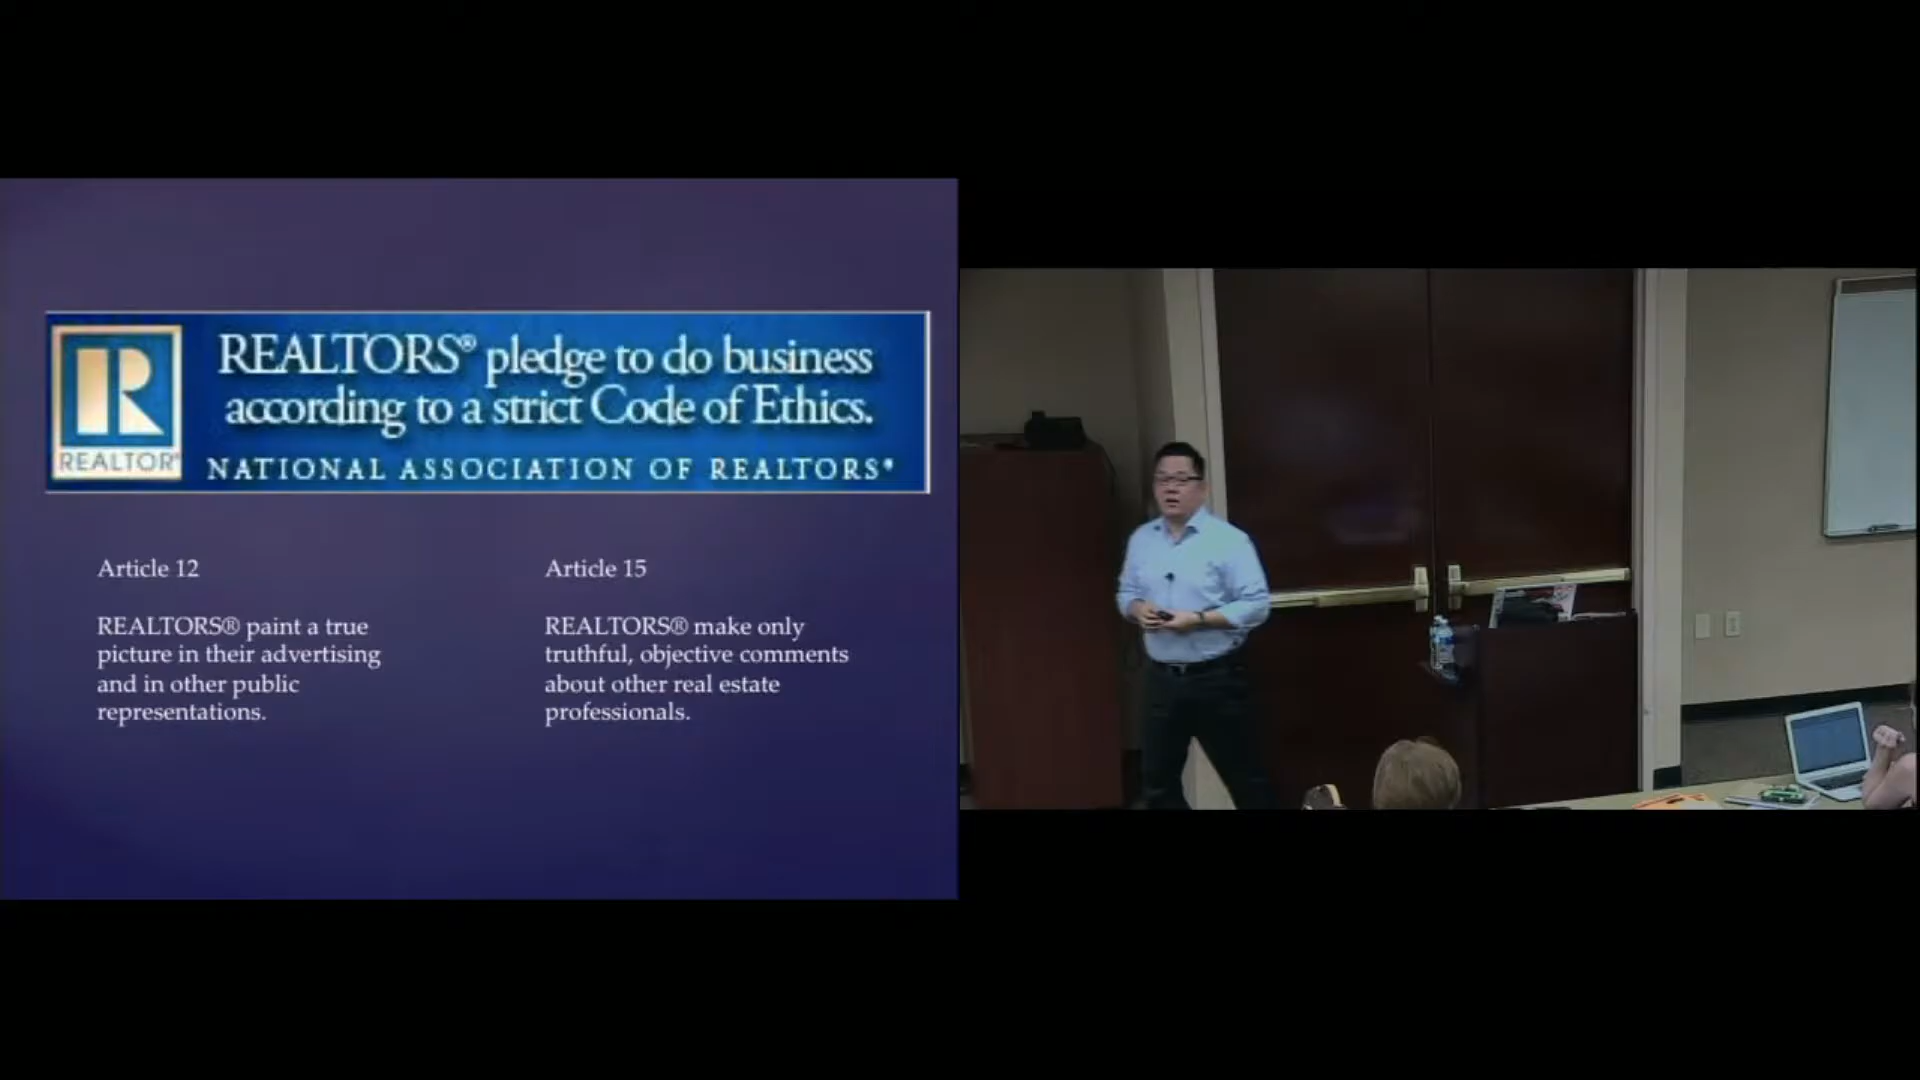 REALTORS® pledge to do business
according to a strict Code of Ethics.
NATIONAL ASSOCIATION OF REALTORS®
REALTOR®
Article 12
REALTORS® paint a true
picture in their advertising
and in other public
representations.
Article 15
REALTORS® make only
truthful, objective comments
about other real estate
professionals.